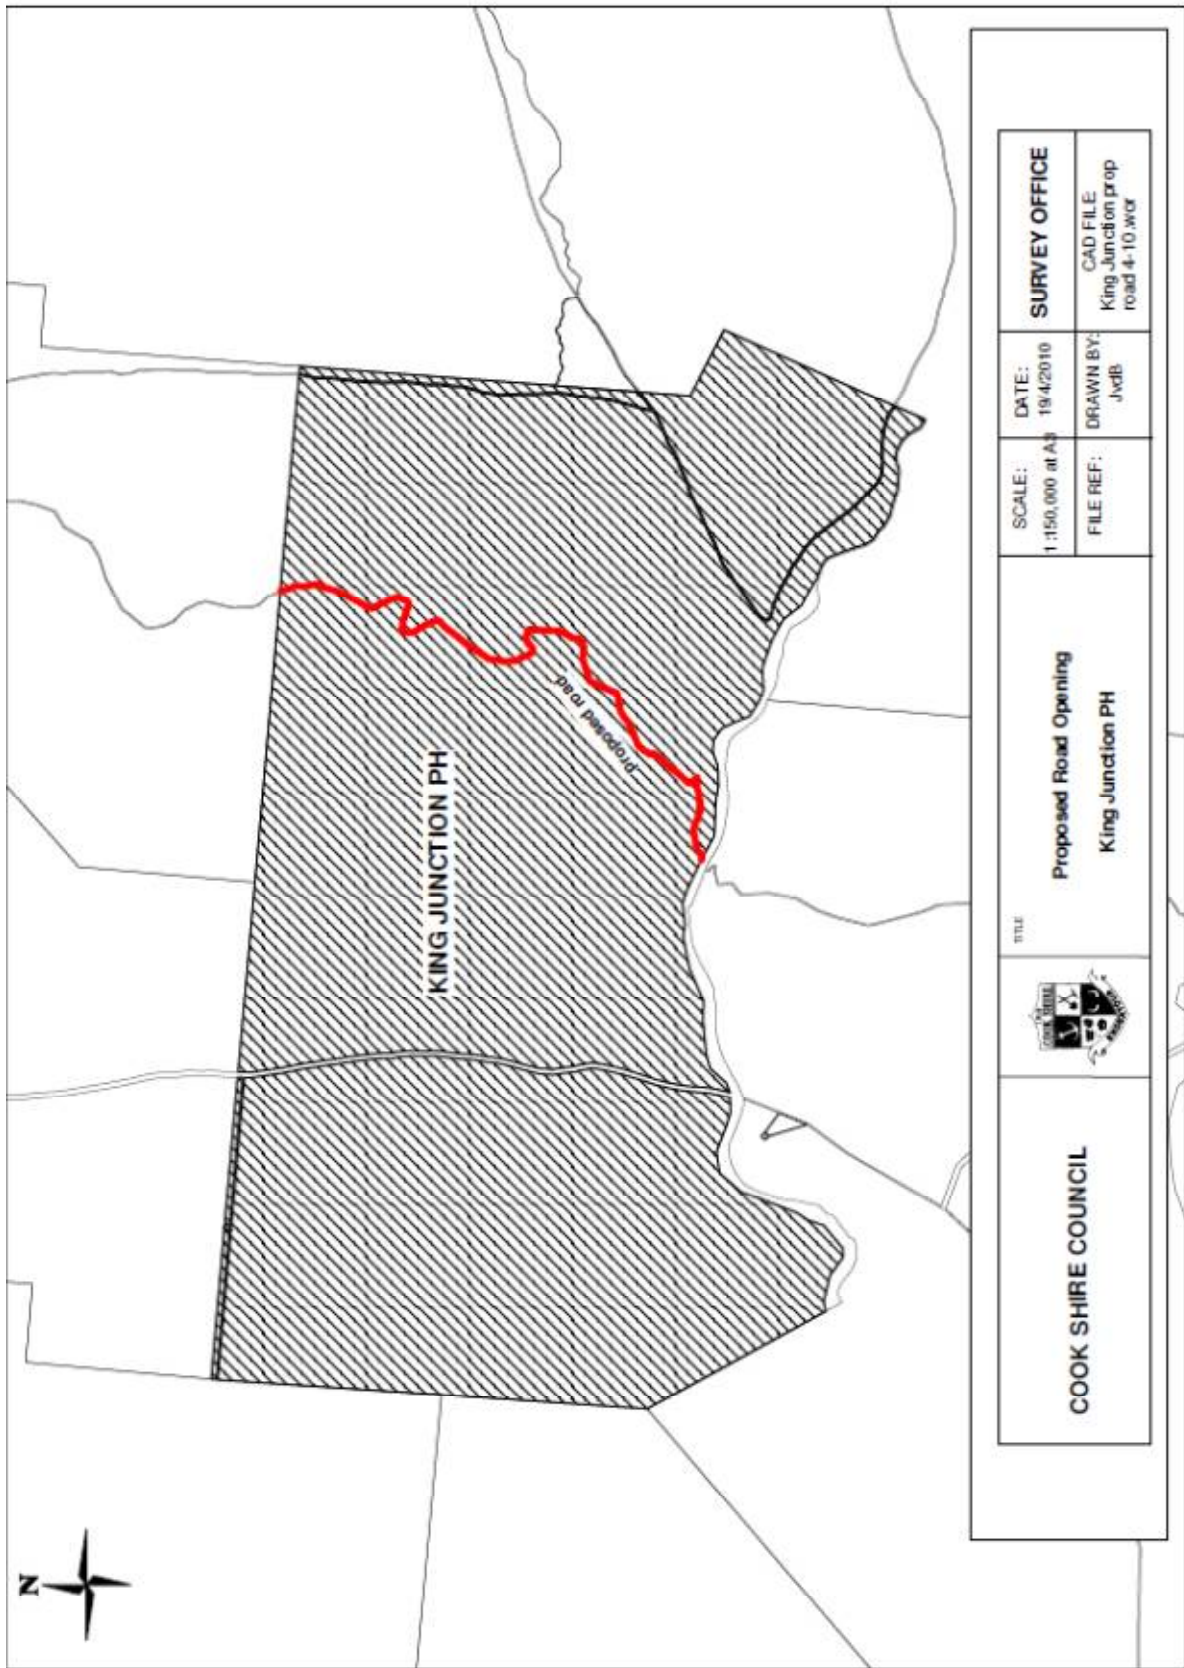 N
KING JUNCTION PH
proposed road
COOK SHIRE COUNCIL
COOK SHIRE
TITLE
Proposed Road Opening
King Junction PH
SCALE:
1:150,000 at A3
DATE:
19/4/2010
SURVEY OFFICE
FILE REF:
DRAWN BY:
JvdB
CAD FILE:
King Junction prop
road 4-10.wor